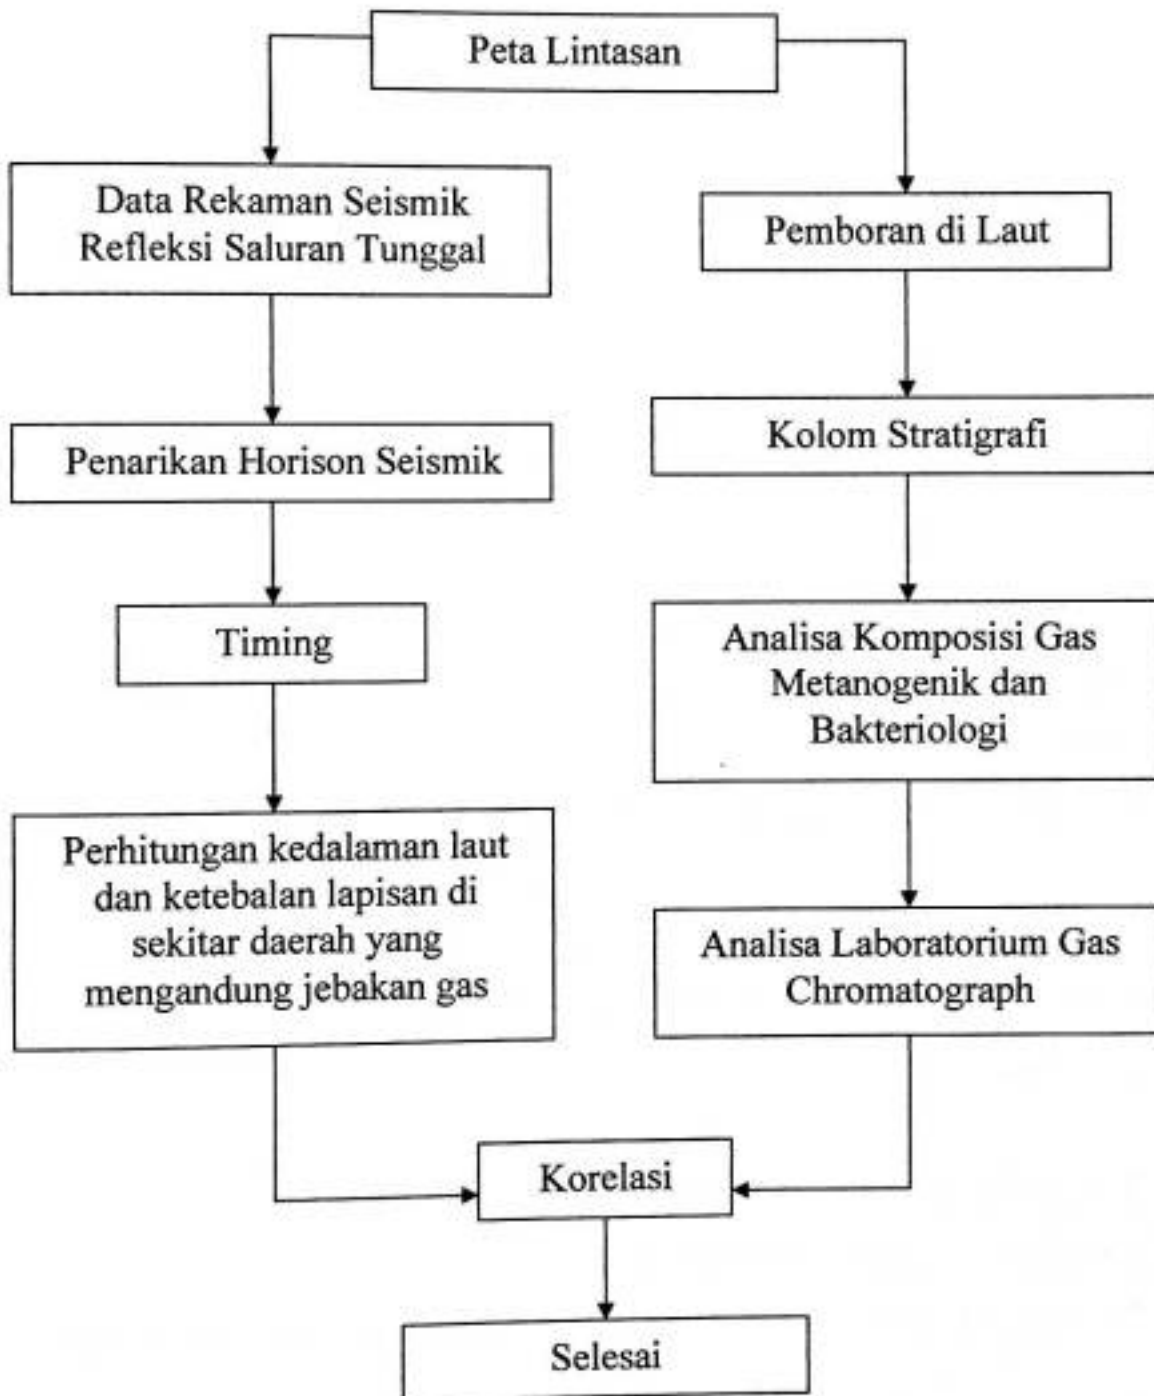 Peta Lintasan
Data Rekaman Seismik
Refleksi Saluran Tunggal
Pemboran di Laut
Penarikan Horison Seismik
Kolom Stratigrafi
Timing
Analisa Komposisi Gas
Metanogenik dan
Bakteriologi
Perhitungan kedalaman laut
dan ketebalan lapisan di
sekitar daerah yang
mengandung jebakan gas
Analisa Laboratorium Gas
Chromatograph
Korelasi
Selesai